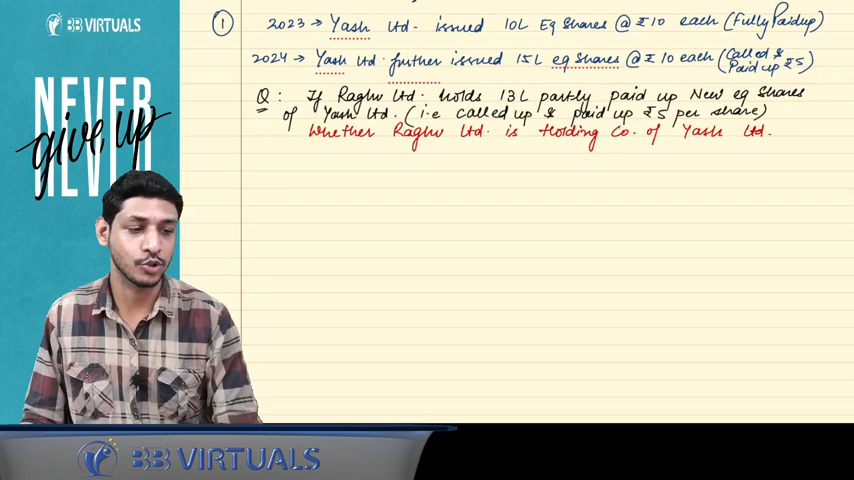 BB VIRTUALS
NEVER
give up
NEVER
① 2023 → Yash Ltd. issued 10L Eq Shares @ ₹10 each (Fully Paidup)
2024 → Yash Ltd. further issued 15L eq shares @ ₹10 each (Called & Paid up ₹5)
Q: If Raghu Ltd. holds 13L partly paid up New eq Shares
of Yash Ltd. (i.e called up & paid up ₹5 per share)
Whether Raghu Ltd. is Holding Co. of Yash Ltd.
BB VIRTUALS